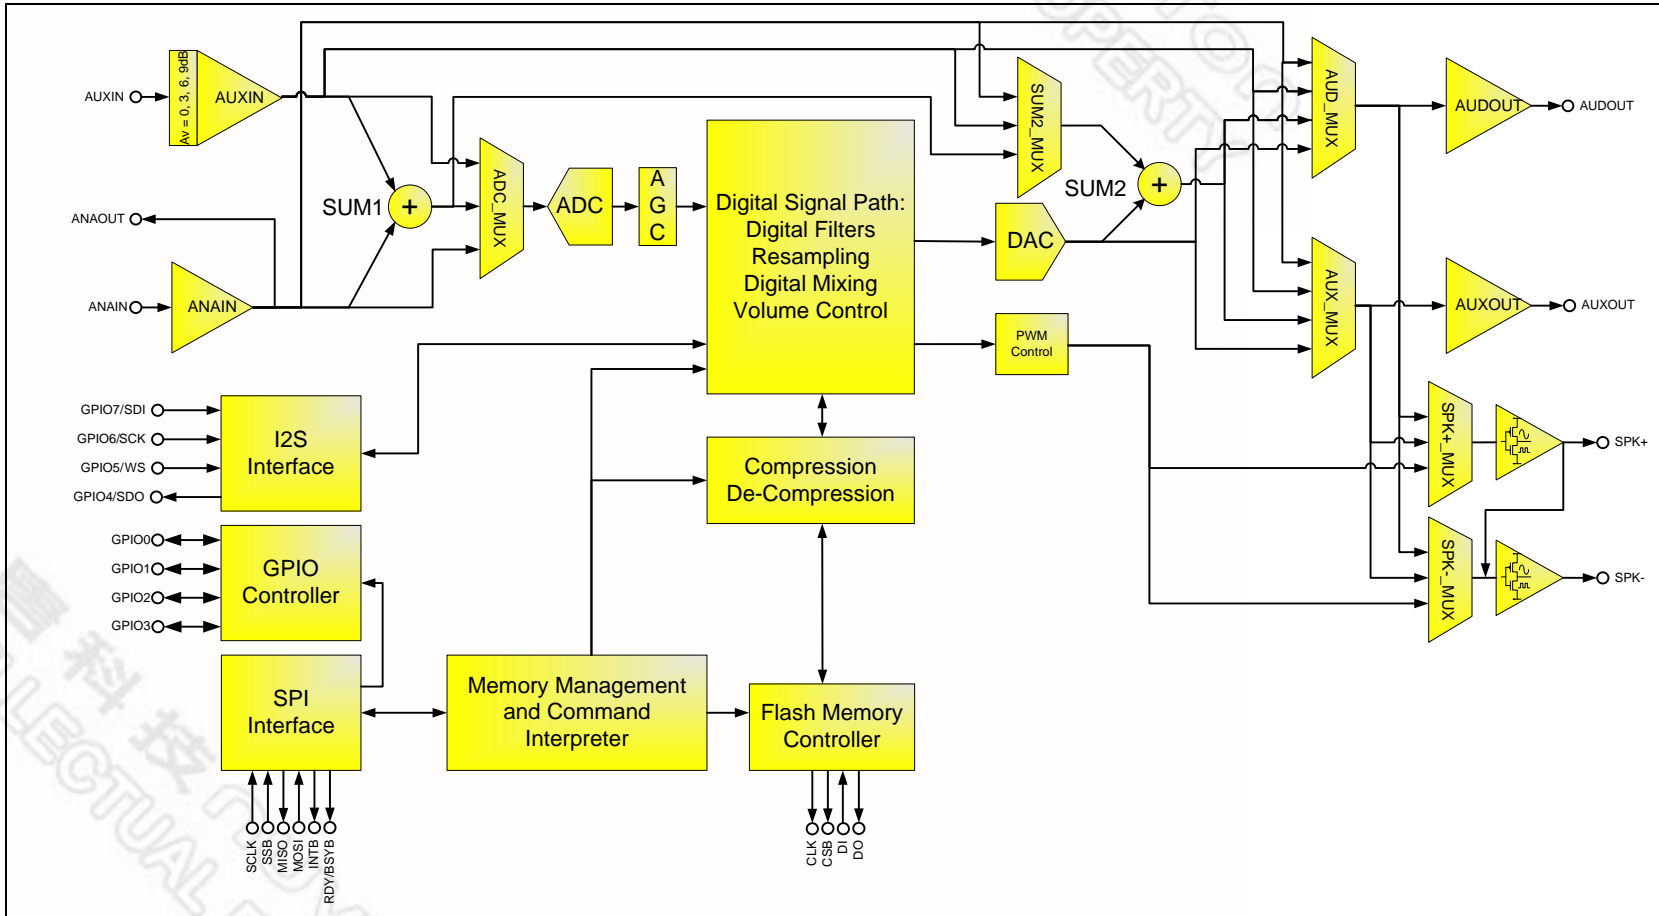 AUXIN
Av = 0, 3, 6, 9dB
AUXIN
ANAOUT
ANAIN
ANAIN
SUM1
+
ADC_MUX
ADC
A
G
C
Digital Signal Path:
Digital Filters
Resampling
Digital Mixing
Volume Control
SUM2_MUX
SUM2
+
DAC
PWM
Control
AUD_MUX
AUDOUT
AUDOUT
AUX_MUX
AUXOUT
AUXOUT
SPK+_MUX
SPK+
SPK-_MUX
SPK-
GPIO7/SDI
GPIO6/SCK
GPIO5/WS
GPIO4/SDO
I2S
Interface
GPIO0
GPIO1
GPIO2
GPIO3
GPIO
Controller
Compression
De-Compression
SPI
Interface
Memory Management
and Command
Interpreter
Flash Memory
Controller
SCLK
SSB
MISO
MOSI
INTB
RDY/BSYB
CLK
CSB
DI
DO
科技